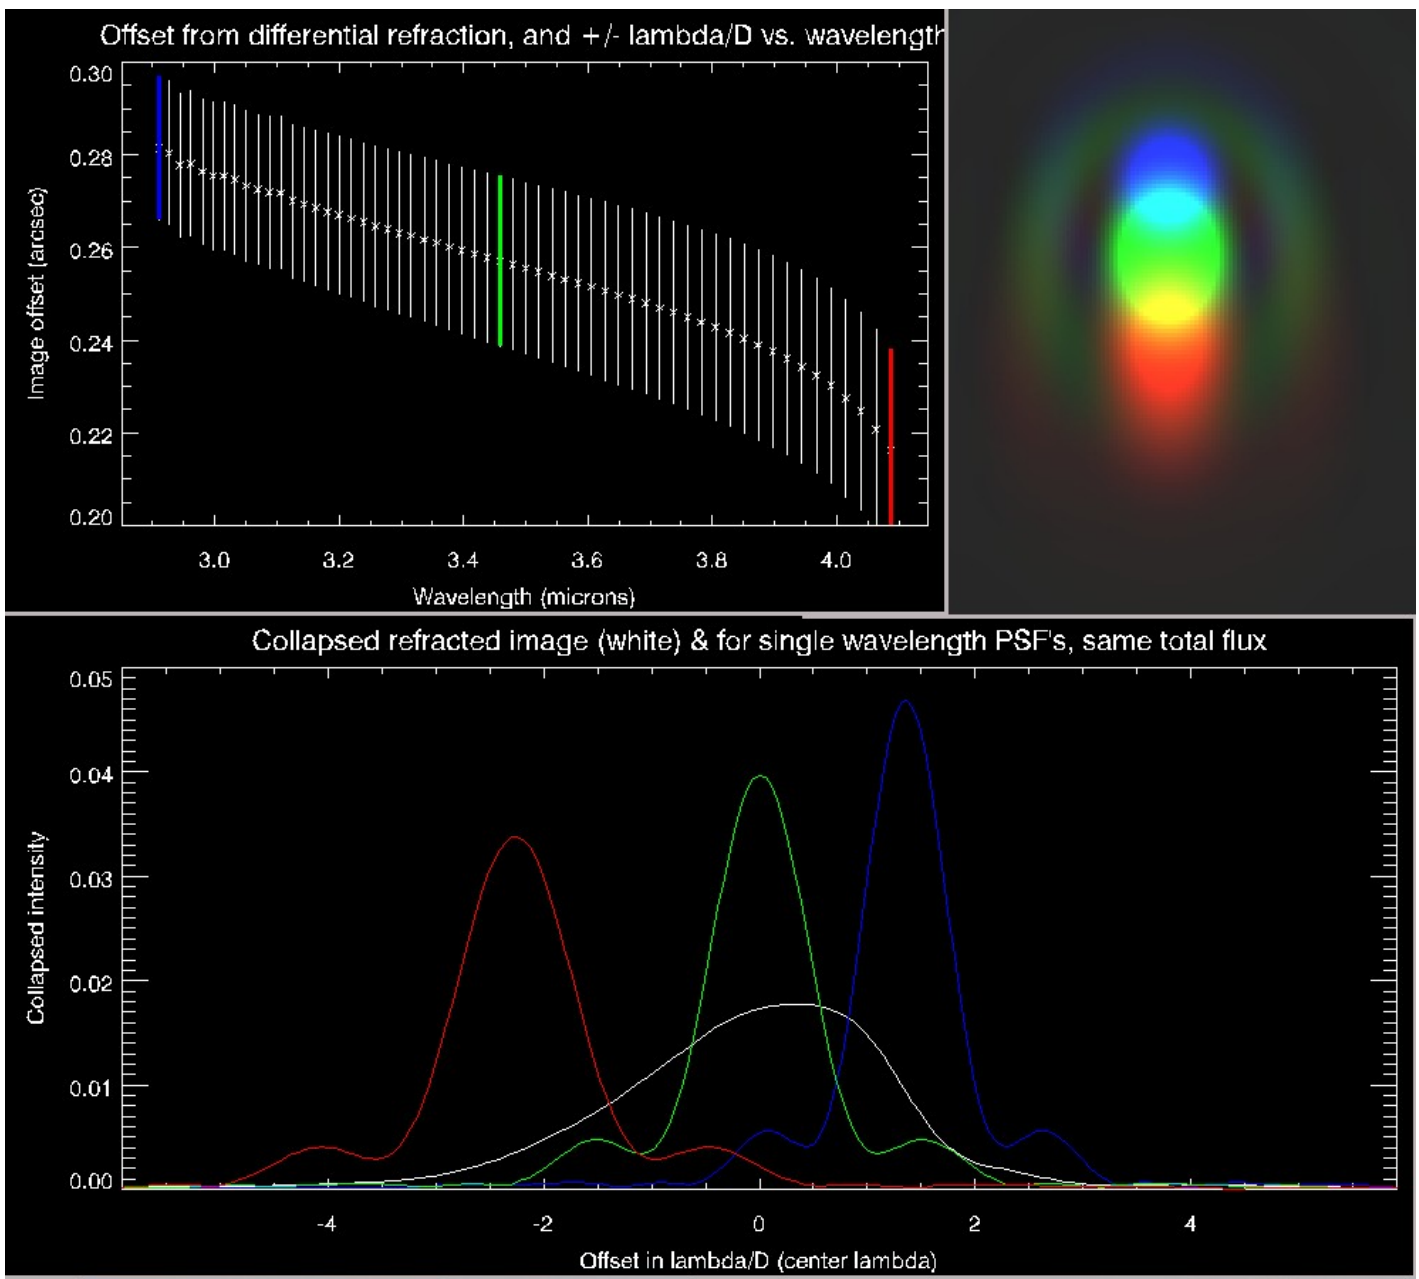 Offset from differential refraction, and +/- lambda/D vs. wavelength
0.30
0.28
0.26
0.24
0.22
0.20
Image offset (arcsec)
3.0 3.2 3.4 3.6 3.8 4.0
Wavelength (microns)
Collapsed refracted image (white) & for single wavelength PSF's, same total flux
0.05
0.04
0.03
0.02
0.01
0.00
Collapsed intensity
-4 -2 0 2 4
Offset in lambda/D (center lambda)